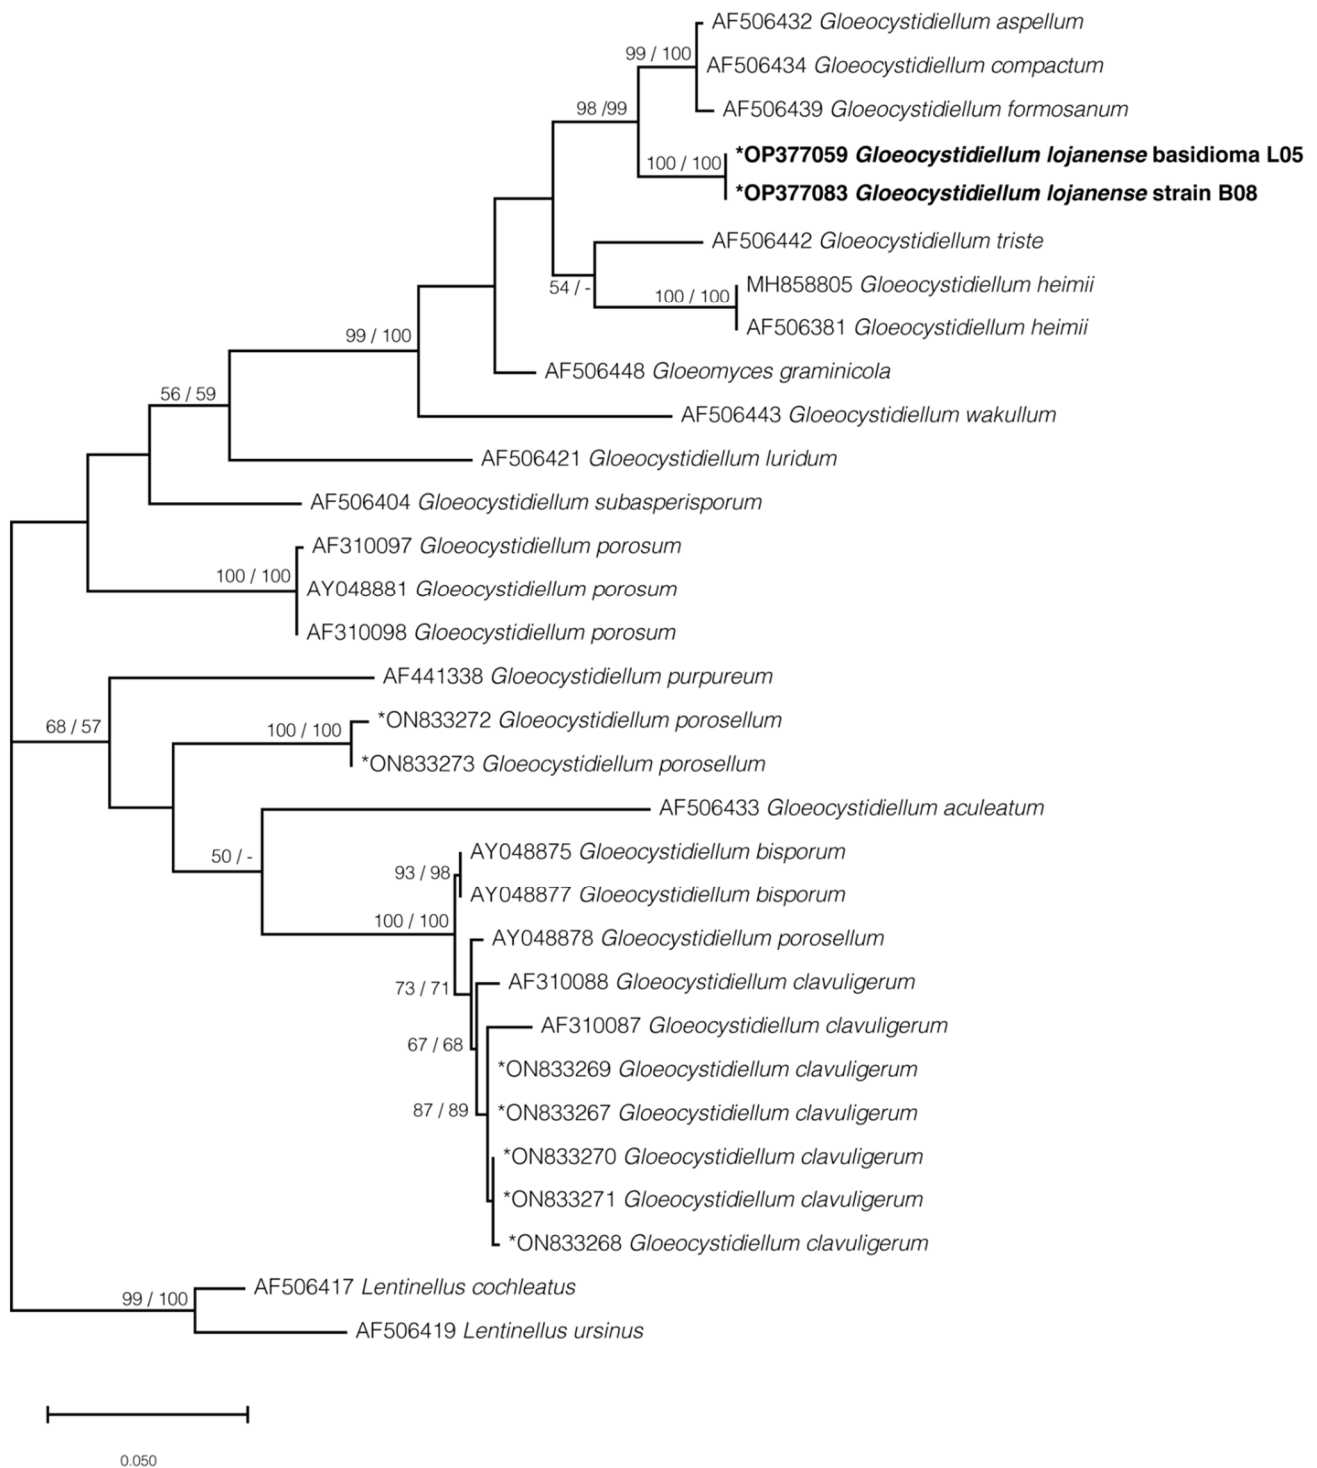 AF506432 Gloeocystidiellum aspellum
99 / 100
AF506434 Gloeocystidiellum compactum
98 /99
AF506439 Gloeocystidiellum formosanum
*OP377059 Gloeocystidiellum lojanense basidioma L05
100 / 100
*OP377083 Gloeocystidiellum lojanense strain B08
AF506442 Gloeocystidiellum triste
54 / -
MH858805 Gloeocystidiellum heimii
100 / 100
AF506381 Gloeocystidiellum heimii
99 / 100
AF506448 Gloeomyces graminicola
56 / 59
AF506443 Gloeocystidiellum wakullum
AF506421 Gloeocystidiellum luridum
AF506404 Gloeocystidiellum subasperisporum
AF310097 Gloeocystidiellum porosum
100 / 100
AY048881 Gloeocystidiellum porosum
AF310098 Gloeocystidiellum porosum
AF441338 Gloeocystidiellum purpureum
68 / 57
*ON833272 Gloeocystidiellum porosellum
100 / 100
*ON833273 Gloeocystidiellum porosellum
AF506433 Gloeocystidiellum aculeatum
50 / -
AY048875 Gloeocystidiellum bisporum
93 / 98
AY048877 Gloeocystidiellum bisporum
100 / 100
AY048878 Gloeocystidiellum porosellum
73 / 71
AF310088 Gloeocystidiellum clavuligerum
AF310087 Gloeocystidiellum clavuligerum
67 / 68
*ON833269 Gloeocystidiellum clavuligerum
87 / 89
*ON833267 Gloeocystidiellum clavuligerum
*ON833270 Gloeocystidiellum clavuligerum
*ON833271 Gloeocystidiellum clavuligerum
*ON833268 Gloeocystidiellum clavuligerum
AF506417 Lentinellus cochleatus
99 / 100
AF506419 Lentinellus ursinus
0.050